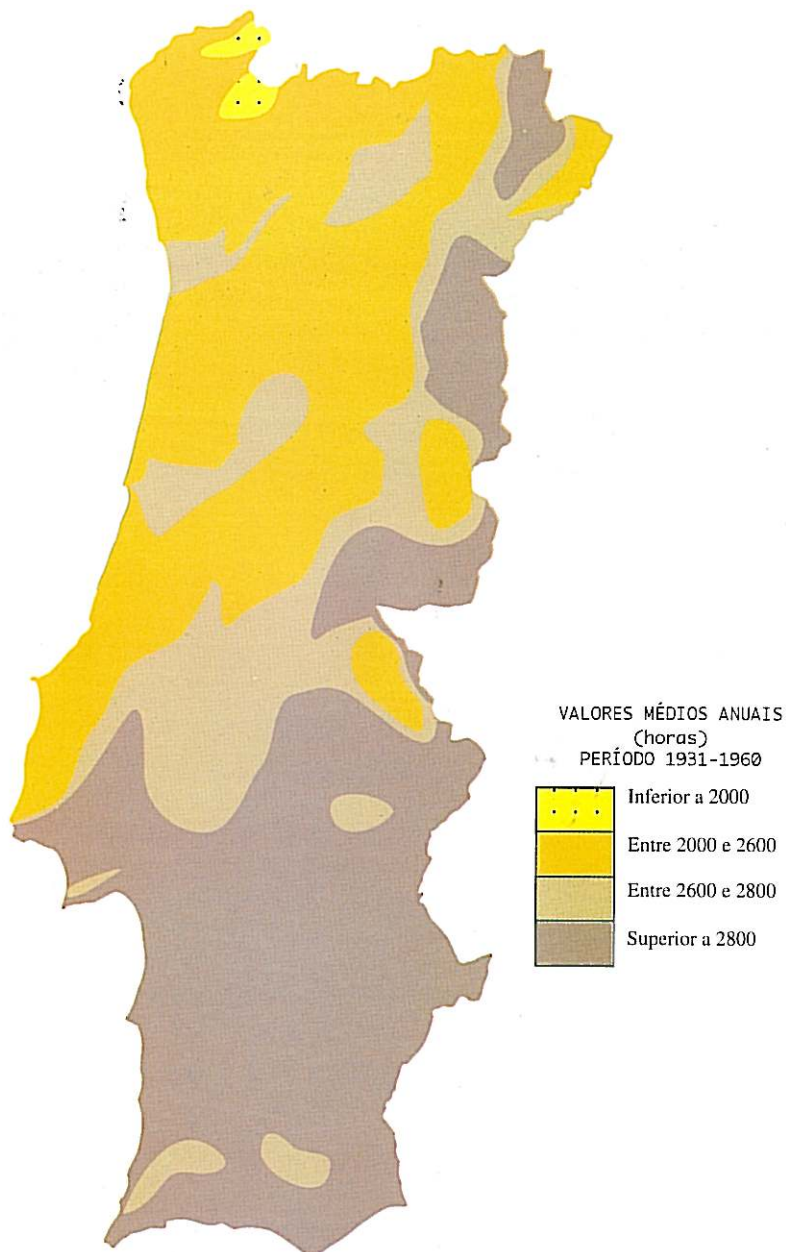 VALORES MÉDIOS ANUAIS
(horas)
PERÍODO 1931-1960
Inferior a 2000
Entre 2000 e 2600
Entre 2600 e 2800
Superior a 2800